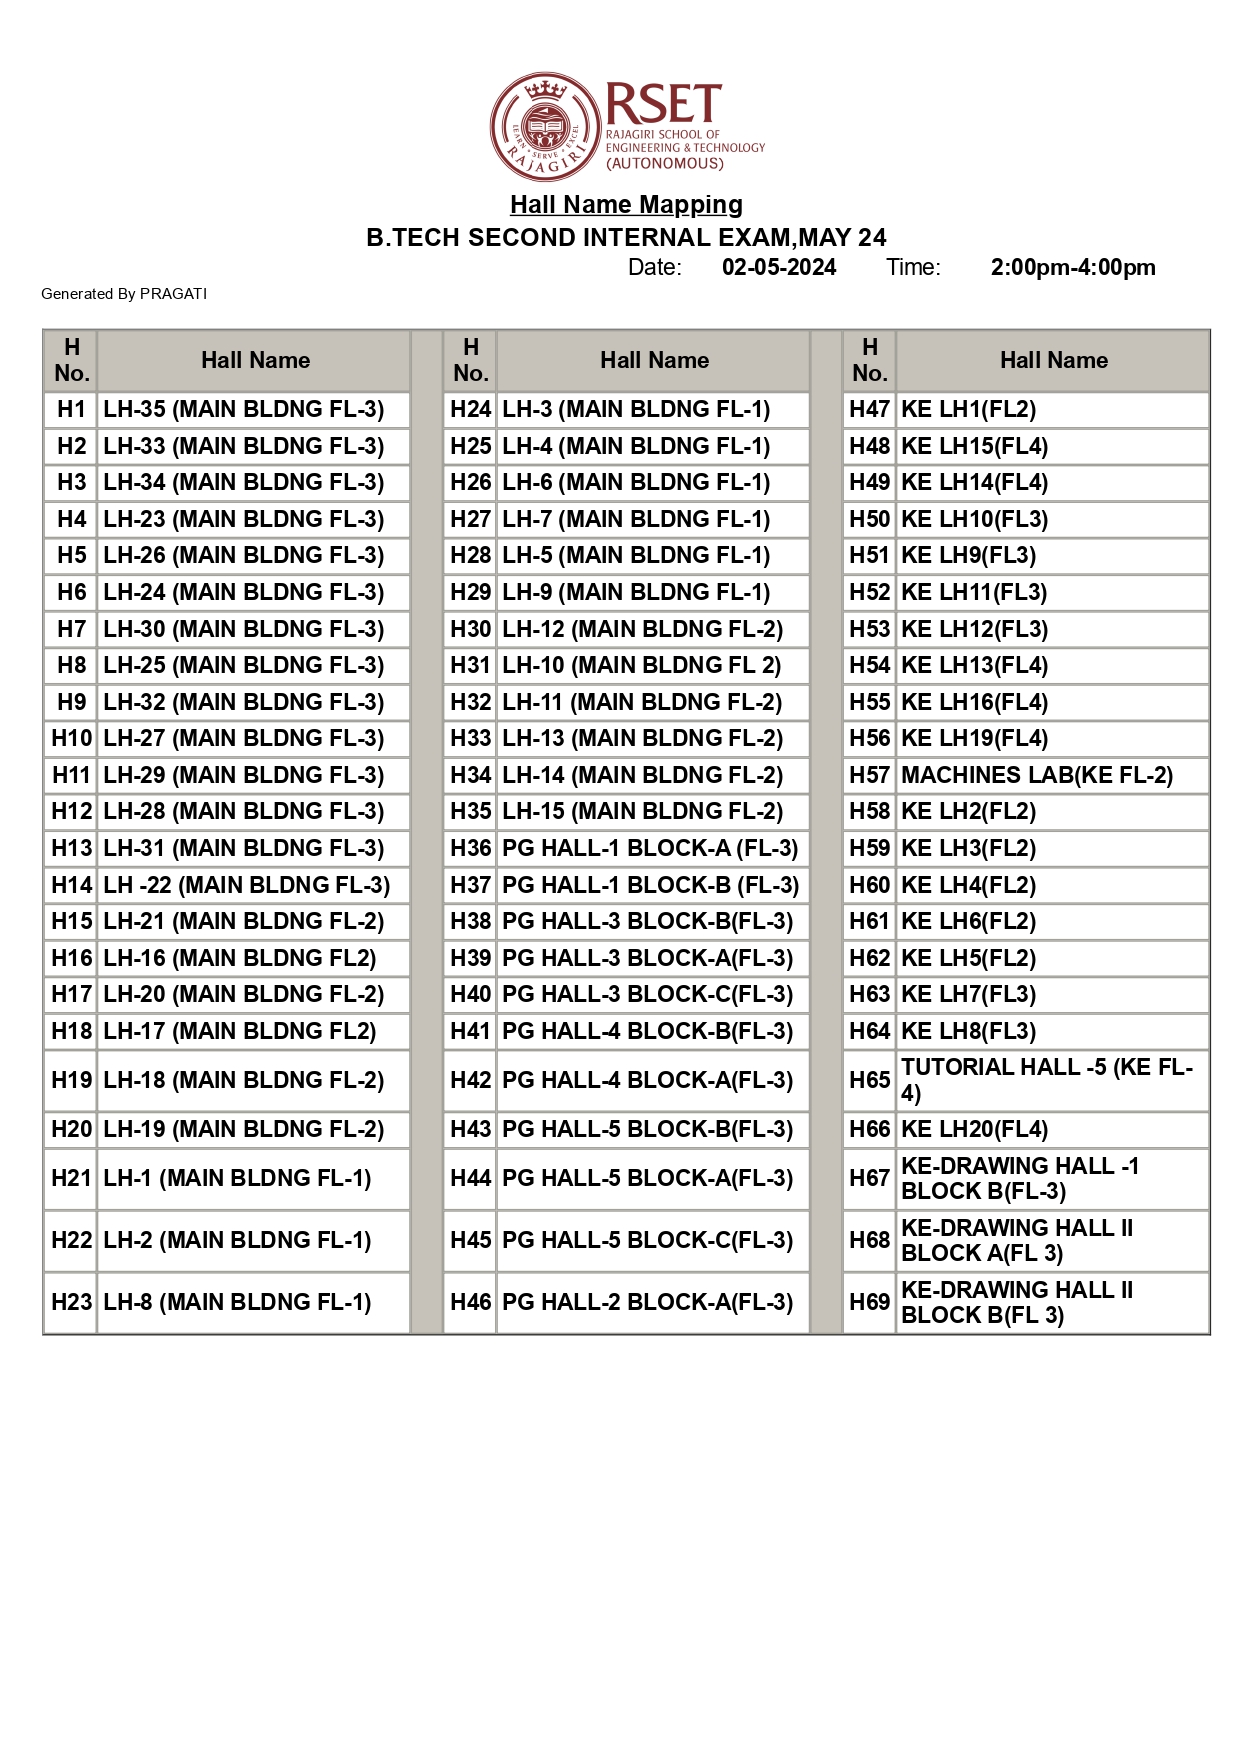 LEARN • SERVE • EXCEL
RAJAGIRI
RSET
RAJAGIRI SCHOOL OF
ENGINEERING & TECHNOLOGY
(AUTONOMOUS)
Hall Name Mapping
B.TECH SECOND INTERNAL EXAM,MAY 24
Date: 02-05-2024 Time: 2:00pm-4:00pm
Generated By PRAGATI
H No. Hall Name H No. Hall Name H No. Hall Name
H1 LH-35 (MAIN BLDNG FL-3) H24 LH-3 (MAIN BLDNG FL-1) H47 KE LH1(FL2)
H2 LH-33 (MAIN BLDNG FL-3) H25 LH-4 (MAIN BLDNG FL-1) H48 KE LH15(FL4)
H3 LH-34 (MAIN BLDNG FL-3) H26 LH-6 (MAIN BLDNG FL-1) H49 KE LH14(FL4)
H4 LH-23 (MAIN BLDNG FL-3) H27 LH-7 (MAIN BLDNG FL-1) H50 KE LH10(FL3)
H5 LH-26 (MAIN BLDNG FL-3) H28 LH-5 (MAIN BLDNG FL-1) H51 KE LH9(FL3)
H6 LH-24 (MAIN BLDNG FL-3) H29 LH-9 (MAIN BLDNG FL-1) H52 KE LH11(FL3)
H7 LH-30 (MAIN BLDNG FL-3) H30 LH-12 (MAIN BLDNG FL-2) H53 KE LH12(FL3)
H8 LH-25 (MAIN BLDNG FL-3) H31 LH-10 (MAIN BLDNG FL 2) H54 KE LH13(FL4)
H9 LH-32 (MAIN BLDNG FL-3) H32 LH-11 (MAIN BLDNG FL-2) H55 KE LH16(FL4)
H10 LH-27 (MAIN BLDNG FL-3) H33 LH-13 (MAIN BLDNG FL-2) H56 KE LH19(FL4)
H11 LH-29 (MAIN BLDNG FL-3) H34 LH-14 (MAIN BLDNG FL-2) H57 MACHINES LAB(KE FL-2)
H12 LH-28 (MAIN BLDNG FL-3) H35 LH-15 (MAIN BLDNG FL-2) H58 KE LH2(FL2)
H13 LH-31 (MAIN BLDNG FL-3) H36 PG HALL-1 BLOCK-A (FL-3) H59 KE LH3(FL2)
H14 LH -22 (MAIN BLDNG FL-3) H37 PG HALL-1 BLOCK-B (FL-3) H60 KE LH4(FL2)
H15 LH-21 (MAIN BLDNG FL-2) H38 PG HALL-3 BLOCK-B(FL-3) H61 KE LH6(FL2)
H16 LH-16 (MAIN BLDNG FL2) H39 PG HALL-3 BLOCK-A(FL-3) H62 KE LH5(FL2)
H17 LH-20 (MAIN BLDNG FL-2) H40 PG HALL-3 BLOCK-C(FL-3) H63 KE LH7(FL3)
H18 LH-17 (MAIN BLDNG FL2) H41 PG HALL-4 BLOCK-B(FL-3) H64 KE LH8(FL3)
H19 LH-18 (MAIN BLDNG FL-2) H42 PG HALL-4 BLOCK-A(FL-3) H65 TUTORIAL HALL -5 (KE FL-
4)
H20 LH-19 (MAIN BLDNG FL-2) H43 PG HALL-5 BLOCK-B(FL-3) H66 KE LH20(FL4)
H21 LH-1 (MAIN BLDNG FL-1) H44 PG HALL-5 BLOCK-A(FL-3) H67 KE-DRAWING HALL -1
BLOCK B(FL-3)
H22 LH-2 (MAIN BLDNG FL-1) H45 PG HALL-5 BLOCK-C(FL-3) H68 KE-DRAWING HALL II
BLOCK A(FL 3)
H23 LH-8 (MAIN BLDNG FL-1) H46 PG HALL-2 BLOCK-A(FL-3) H69 KE-DRAWING HALL II
BLOCK B(FL 3)